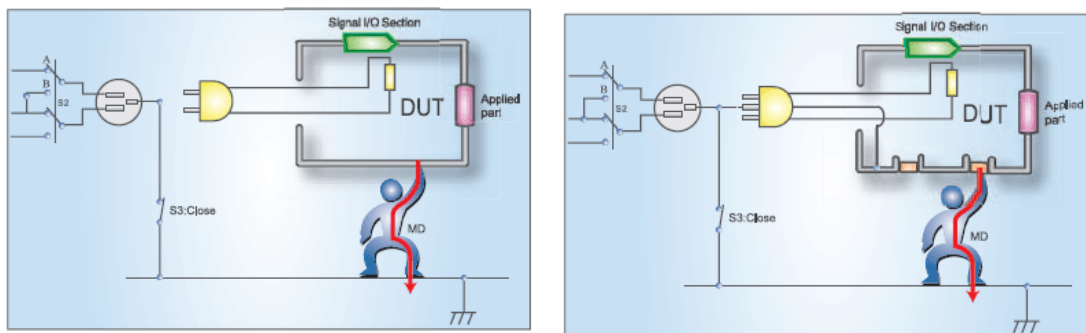 Signal I/O Section
A
B
S2
DUT
Applied
part
S3:Close
MD
Signal I/O Section
A
B
S2
DUT
Applied
part
S3:Close
MD